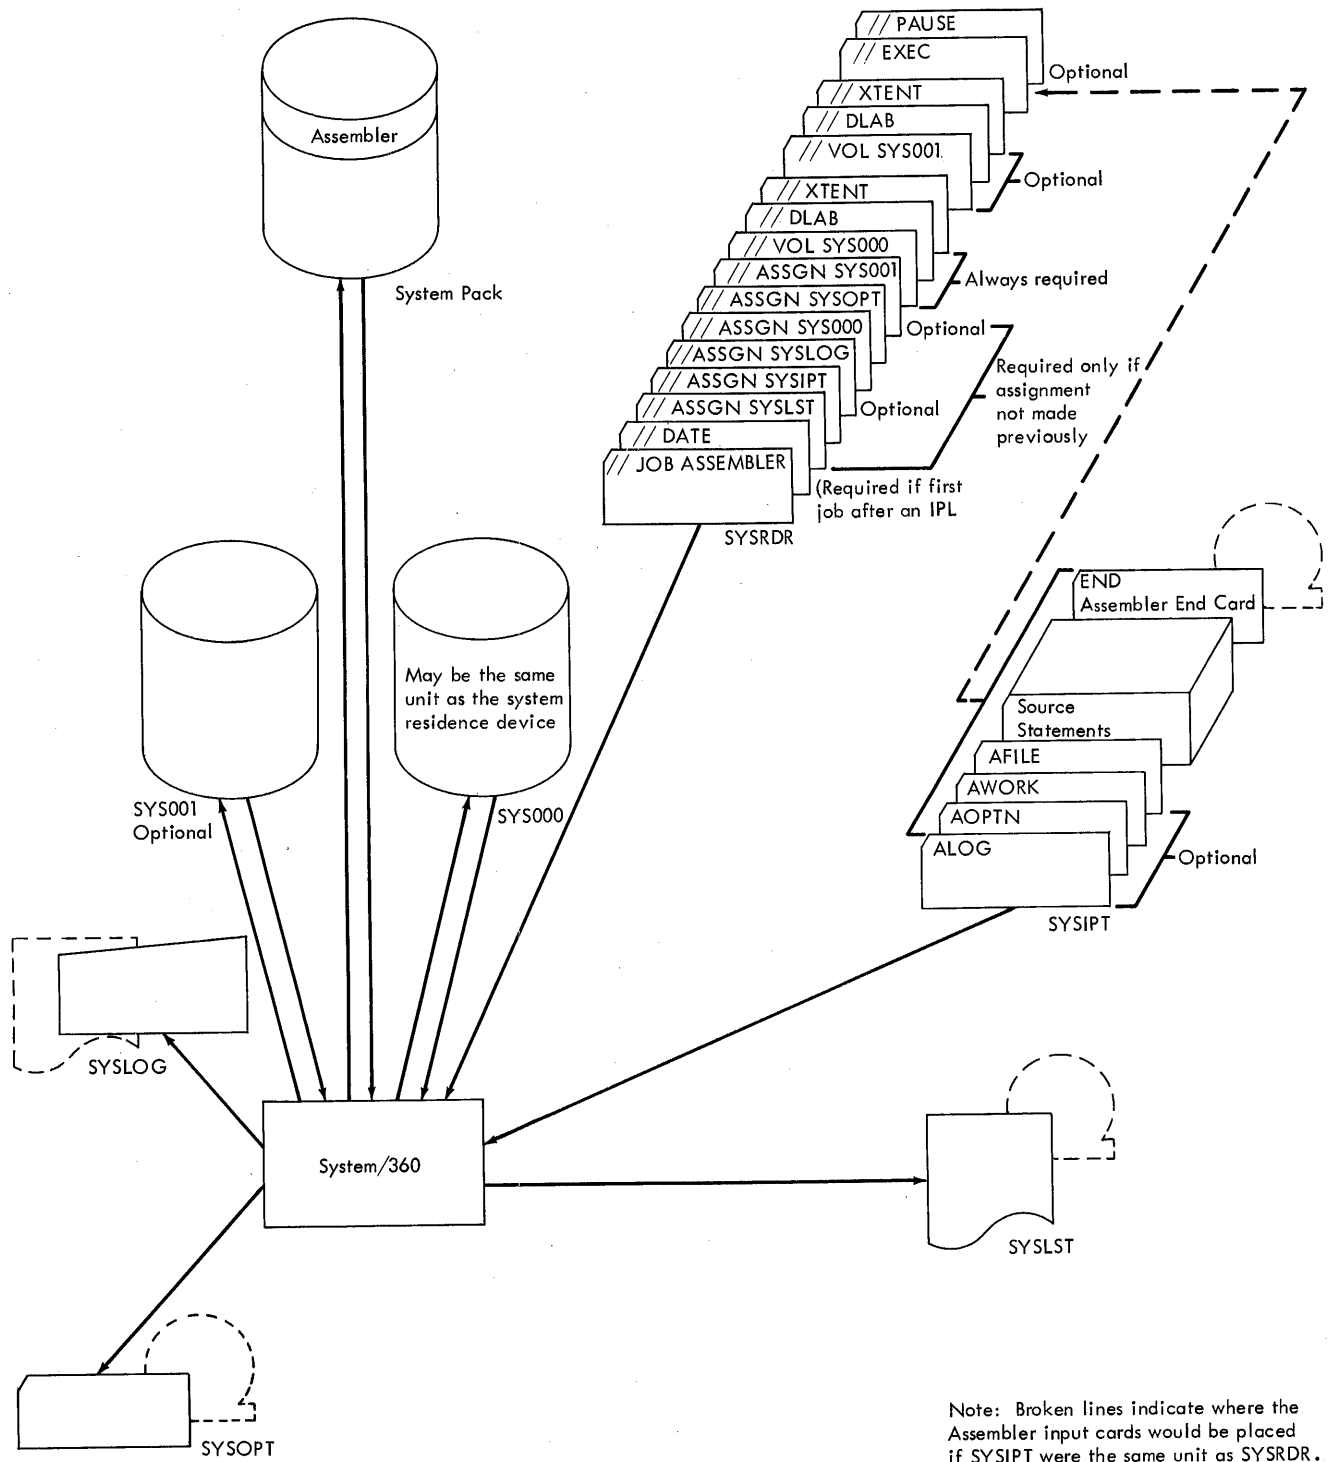 // PAUSE
// EXEC
Optional
// XTENT
// DLAB
// VOL SYS001
Optional
// XTENT
// DLAB
// VOL SYS000
// ASSGN SYS001
Always required
// ASSGN SYSOPT
// ASSGN SYS000
Optional
// ASSGN SYSLOG
// ASSGN SYSIPT
// ASSGN SYSLST
Optional
Required only if
assignment
not made
previously
// DATE
// JOB ASSEMBLER
(Required if first
job after an IPL
SYSRDR
Assembler
System Pack
May be the same
unit as the system
residence device
SYS001
Optional
SYS000
END
Assembler End Card
Source
Statements
AFILE
AWORK
AOPTN
ALOG
Optional
SYSIPT
SYSLOG
System/360
SYSLST
SYSOPT
Note: Broken lines indicate where the
Assembler input cards would be placed
if SYSIPT were the same unit as SYSRDR.